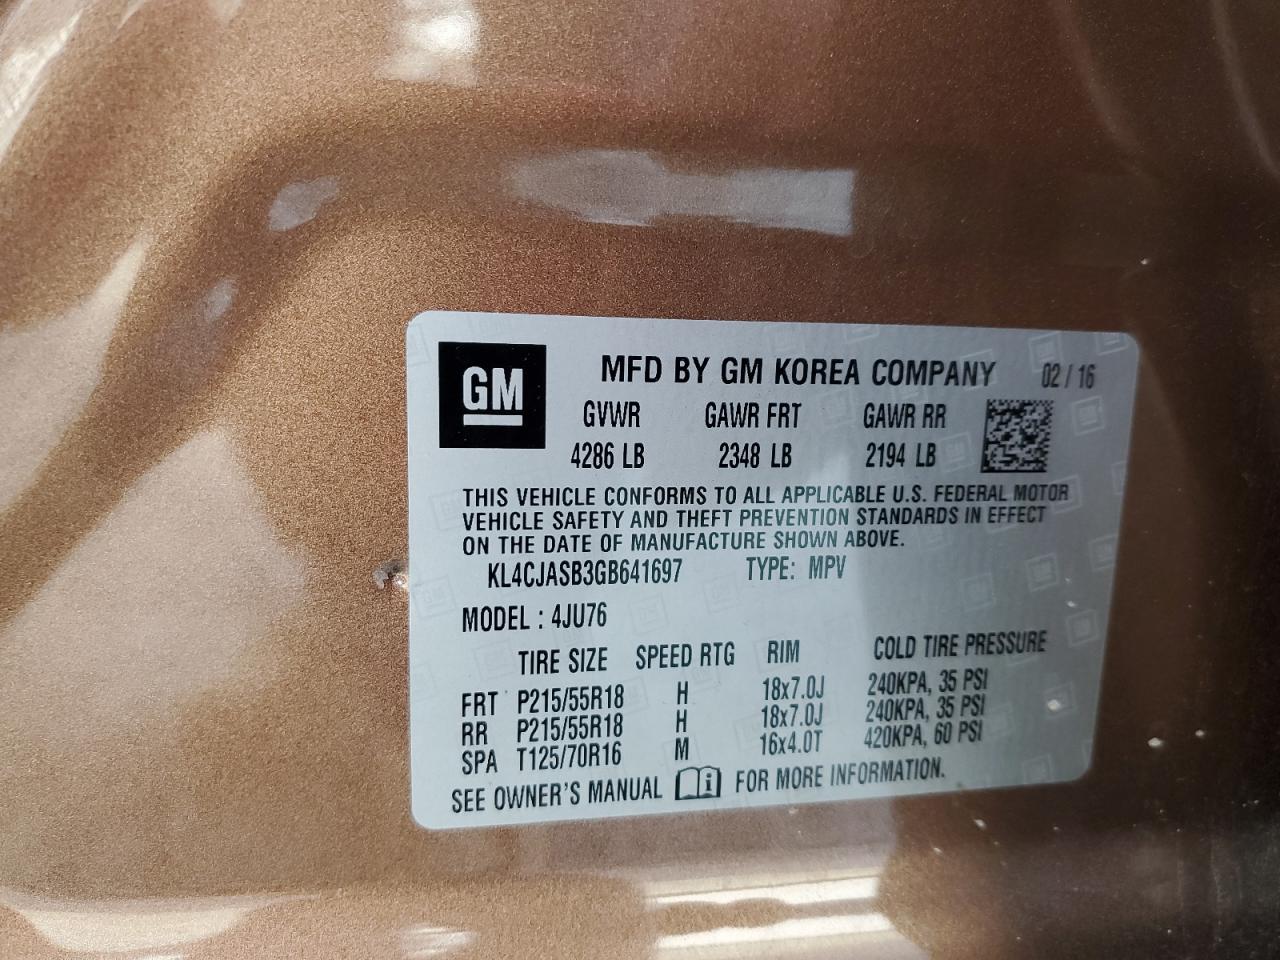 GM
MFD BY GM KOREA COMPANY 02 / 16
GVWR GAWR FRT GAWR RR
4286 LB 2348 LB 2194 LB
THIS VEHICLE CONFORMS TO ALL APPLICABLE U.S. FEDERAL MOTOR
VEHICLE SAFETY AND THEFT PREVENTION STANDARDS IN EFFECT
ON THE DATE OF MANUFACTURE SHOWN ABOVE.
KL4CJASB3GB641697 TYPE: MPV
MODEL : 4JU76
TIRE SIZE SPEED RTG RIM COLD TIRE PRESSURE
FRT P215/55R18 H 18x7.0J 240KPA, 35 PSI
RR P215/55R18 H 18x7.0J 240KPA, 35 PSI
SPA T125/70R16 M 16x4.0T 420KPA, 60 PSI
SEE OWNER'S MANUAL FOR MORE INFORMATION.